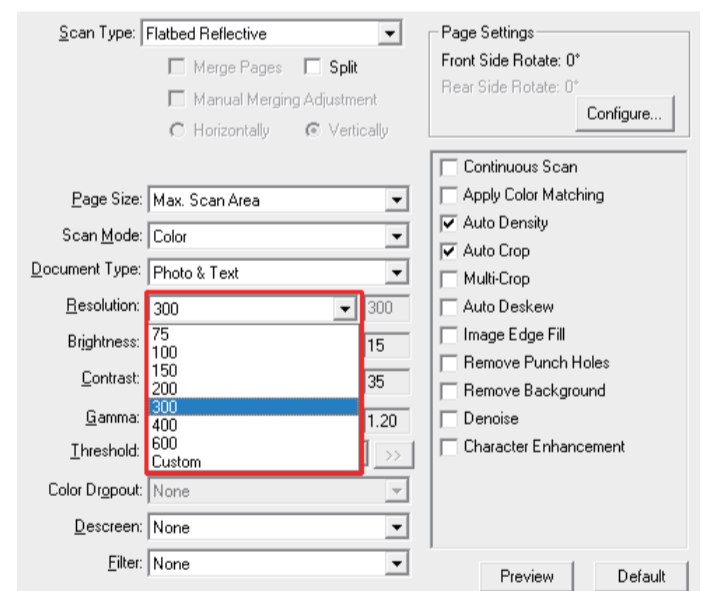 Scan Type: Flatbed Reflective
Merge Pages Split
Manual Merging Adjustment
Horizontally Vertically
Page Size: Max. Scan Area
Scan Mode: Color
Document Type: Photo & Text
Resolution: 300 300
75
Brightness: 15
100
150
Contrast: 35
200
300
Gamma: 1.20
400
600
Threshold: >>
Custom
Color Dropout: None
Descreen: None
Filter: None
Page Settings
Front Side Rotate: 0°
Rear Side Rotate: 0°
Configure...
Continuous Scan
Apply Color Matching
Auto Density
Auto Crop
Multi-Crop
Auto Deskew
Image Edge Fill
Remove Punch Holes
Remove Background
Denoise
Character Enhancement
Preview Default